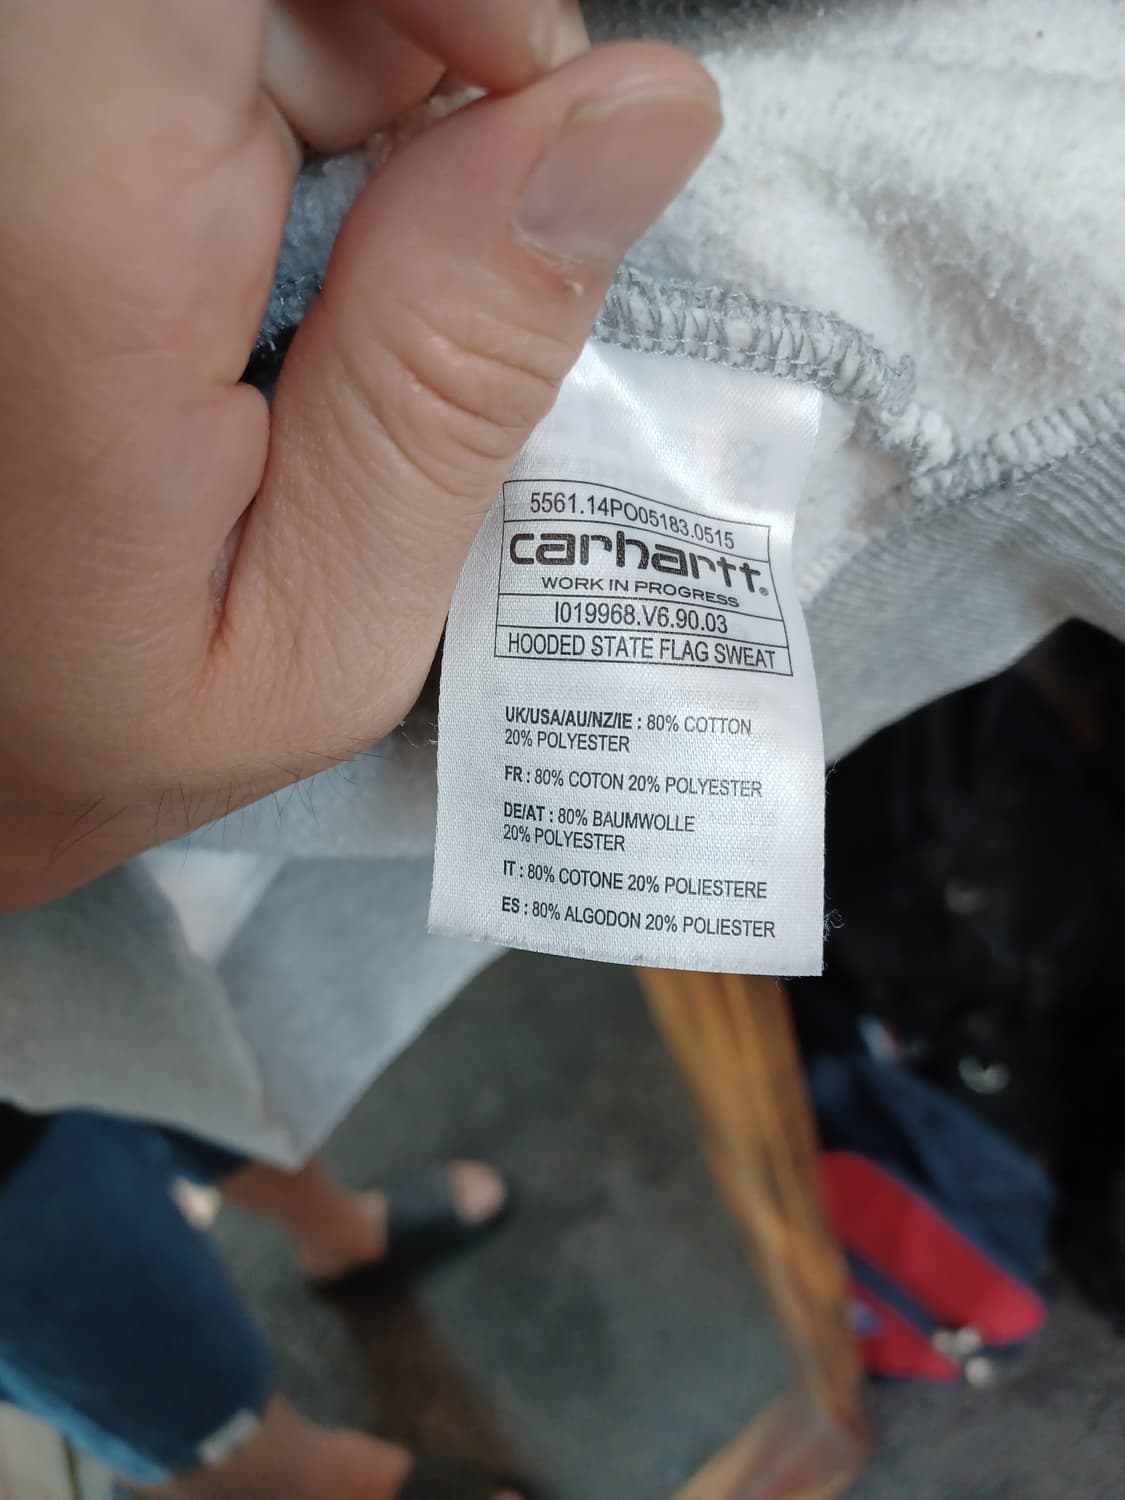 5561.14PO05183.0515
carhartt®
WORK IN PROGRESS
I019968.V6.90.03
HOODED STATE FLAG SWEAT
UK/USA/AU/NZ/IE : 80% COTTON
20% POLYESTER
FR : 80% COTON 20% POLYESTER
DE/AT : 80% BAUMWOLLE
20% POLYESTER
IT : 80% COTONE 20% POLIESTERE
ES : 80% ALGODON 20% POLIESTER